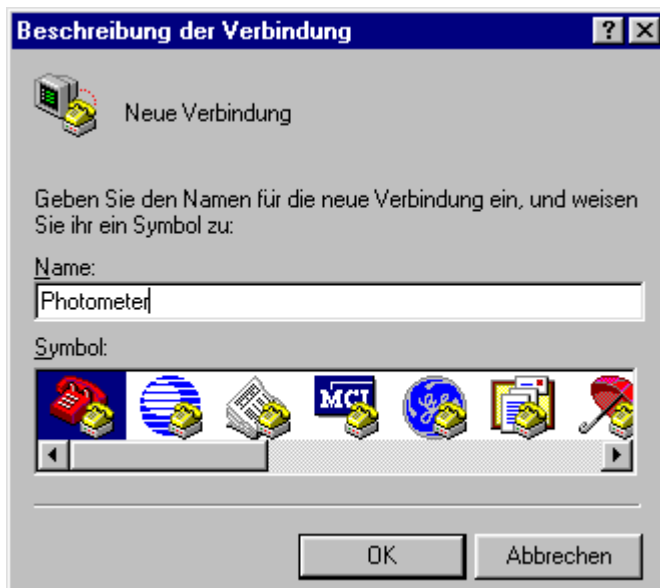 Beschreibung der Verbindung
Neue Verbindung
Geben Sie den Namen für die neue Verbindung ein, und weisen
Sie ihr ein Symbol zu:
Name:
Photometer
Symbol:
MCI
OK Abbrechen